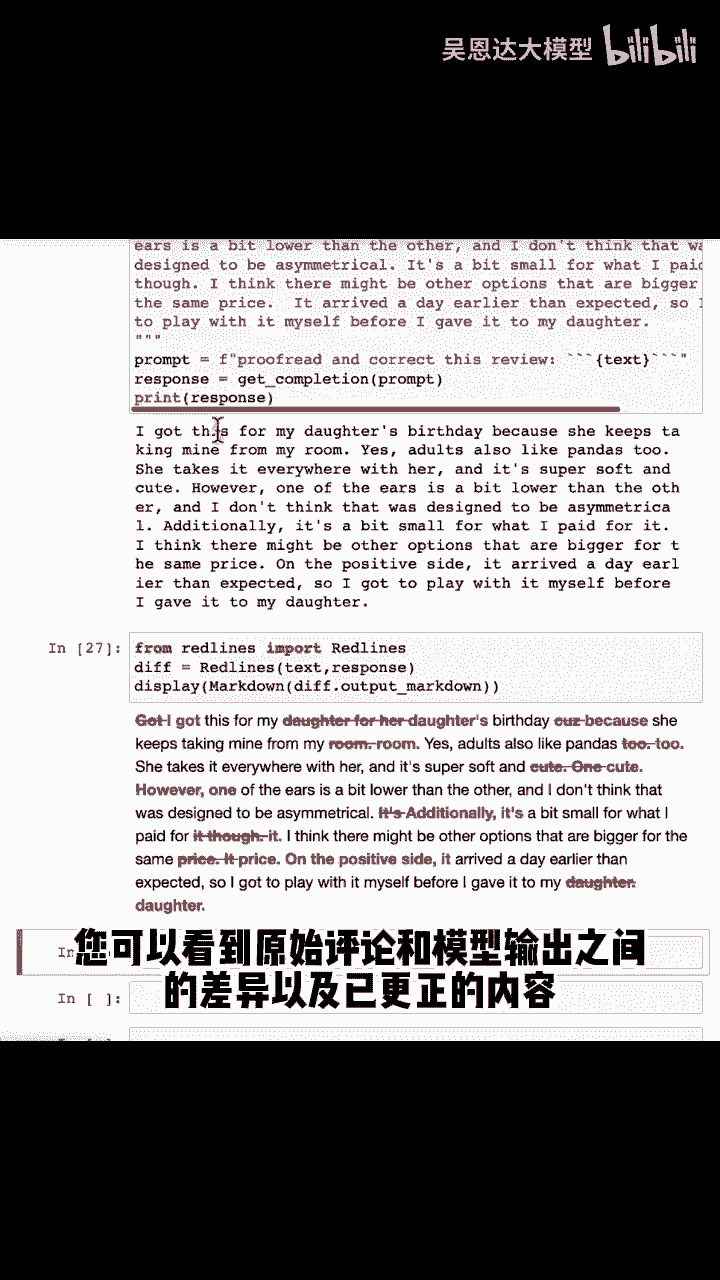 吴恩达大模型 bilibili
ears is a bit lower than the other, and I don't think that wa
designed to be asymmetrical. It's a bit small for what I paid
though. I think there might be other options that are bigger
the same price.  It arrived a day earlier than expected, so I
to play with it myself before I gave it to my daughter.
"""
prompt = f"proofread and correct this review: ```{text}```"
response = get_completion(prompt)
print(response)
I got this for my daughter's birthday because she keeps ta
king mine from my room. Yes, adults also like pandas too.
She takes it everywhere with her, and it's super soft and
cute. However, one of the ears is a bit lower than the oth
er, and I don't think that was designed to be asymmetrica
l. Additionally, it's a bit small for what I paid for it.
I think there might be other options that are bigger for t
he same price. On the positive side, it arrived a day earl
ier than expected, so I got to play with it myself before
I gave it to my daughter.
In [27]: from redlines import Redlines
diff = Redlines(text,response)
display(Markdown(diff.output_markdown))
Got I got this for my daughter for her daughter's birthday cuz because she
keeps taking mine from my room. room. Yes, adults also like pandas too. too.
She takes it everywhere with her, and it's super soft and cute. One cute.
However, one of the ears is a bit lower than the other, and I don't think that
was designed to be asymmetrical. It's Additionally, it's a bit small for what I
paid for it though. it. I think there might be other options that are bigger for the
same price. It price. On the positive side, it arrived a day earlier than
expected, so I got to play with it myself before I gave it to my daughter.
daughter.
In
您可以看到原始评论和模型输出之间
的差异以及已更正的内容
In [ ]: